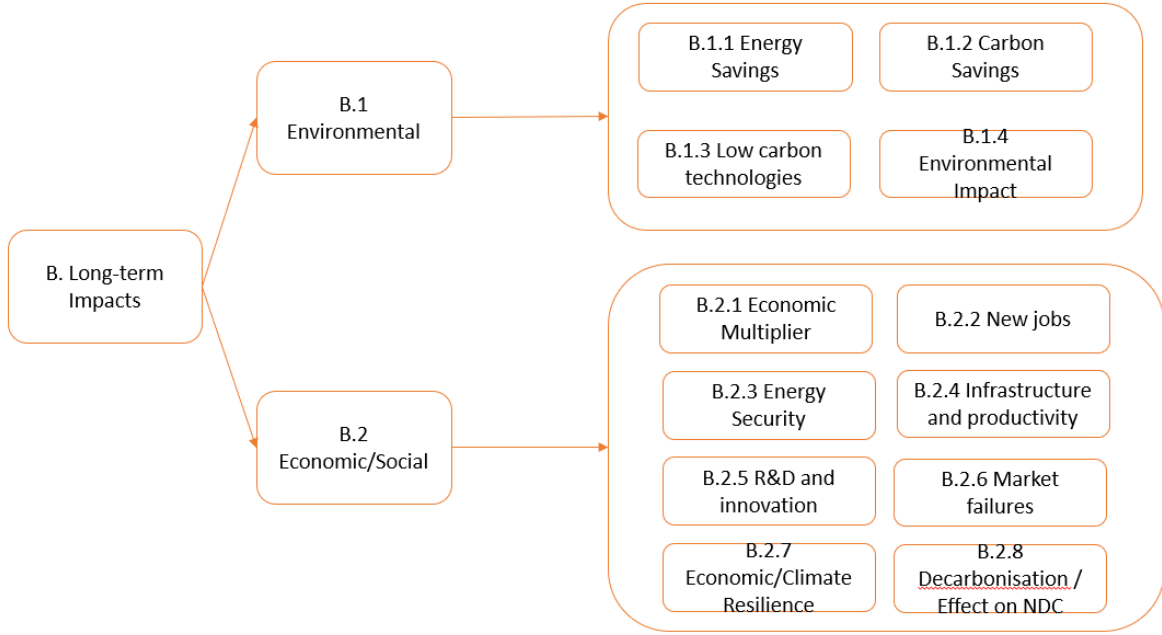 B. Long-term
Impacts
B.1
Environmental
B.1.1 Energy
Savings
B.1.2 Carbon
Savings
B.1.3 Low carbon
technologies
B.1.4
Environmental
Impact
B.2
Economic/Social
B.2.1 Economic
Multiplier
B.2.2 New jobs
B.2.3 Energy
Security
B.2.4 Infrastructure
and productivity
B.2.5 R&D and
innovation
B.2.6 Market
failures
B.2.7
Economic/Climate
Resilience
B.2.8
Decarbonisation /
Effect on NDC